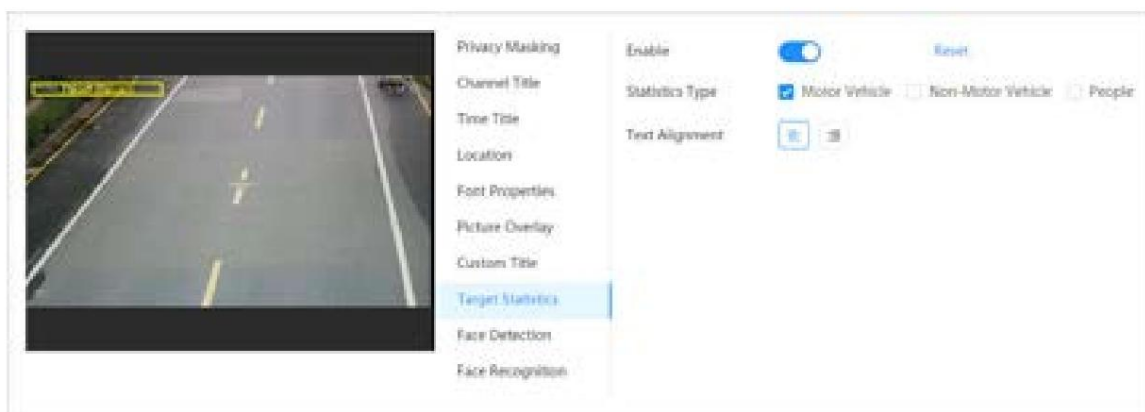 Privacy Masking
Channel Title
Time Title
Location
Font Properties
Picture Overlay
Custom Title
Target Statistics
Face Detection
Face Recognition
Enable Reset
Statistics Type Motor Vehicle Non-Motor Vehicle People
Text Alignment